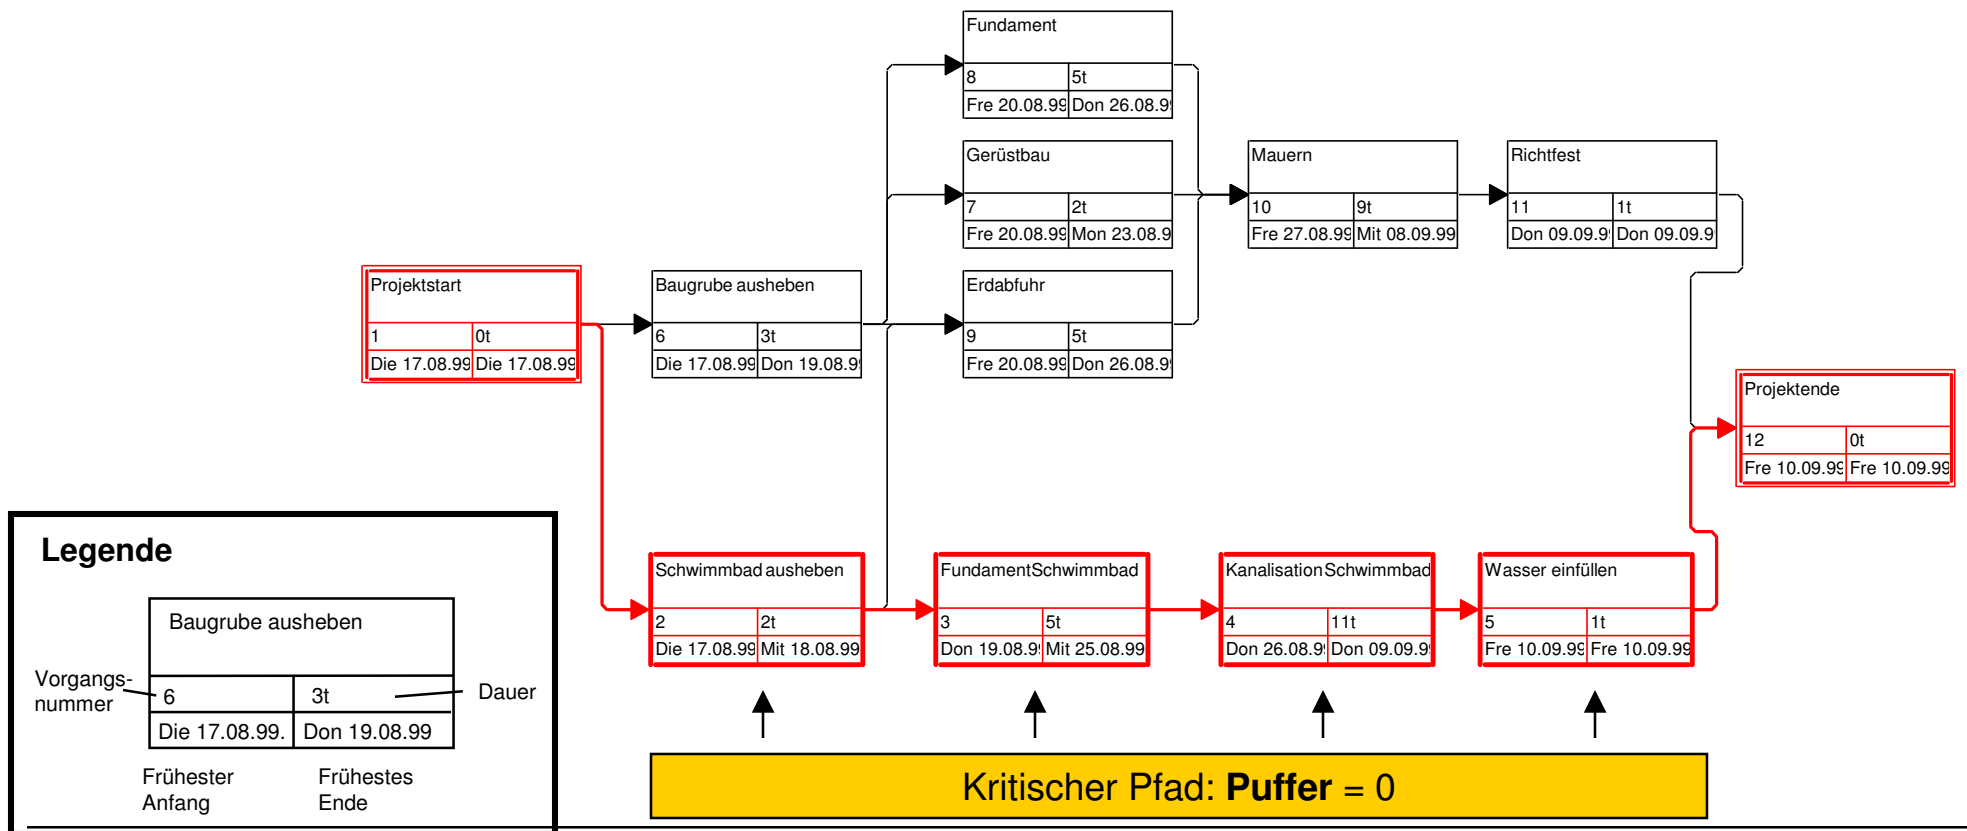 Fundament
8 5t
Fre 20.08.99 Don 26.08.9
Gerüstbau
7 2t
Fre 20.08.99 Mon 23.08.9
Mauern
10 9t
Fre 27.08.99 Mit 08.09.99
Richtfest
11 1t
Don 09.09.9 Don 09.09.9
Projektstart
1 0t
Die 17.08.99 Die 17.08.99
Baugrube ausheben
6 3t
Die 17.08.99 Don 19.08.9
Erdabfuhr
9 5t
Fre 20.08.99 Don 26.08.9
Projektende
12 0t
Fre 10.09.99 Fre 10.09.99
Schwimmbad ausheben
2 2t
Die 17.08.99 Mit 18.08.99
Fundament Schwimmbad
3 5t
Don 19.08.9 Mit 25.08.99
Kanalisation Schwimmbad
4 11t
Don 26.08.9 Don 09.09.9
Wasser einfüllen
5 1t
Fre 10.09.99 Fre 10.09.99
Legende
Baugrube ausheben
Vorgangs-
nummer
6 3t
Dauer
Die 17.08.99. Don 19.08.99
Frühester Frühestes
Anfang Ende
Kritischer Pfad: Puffer = 0